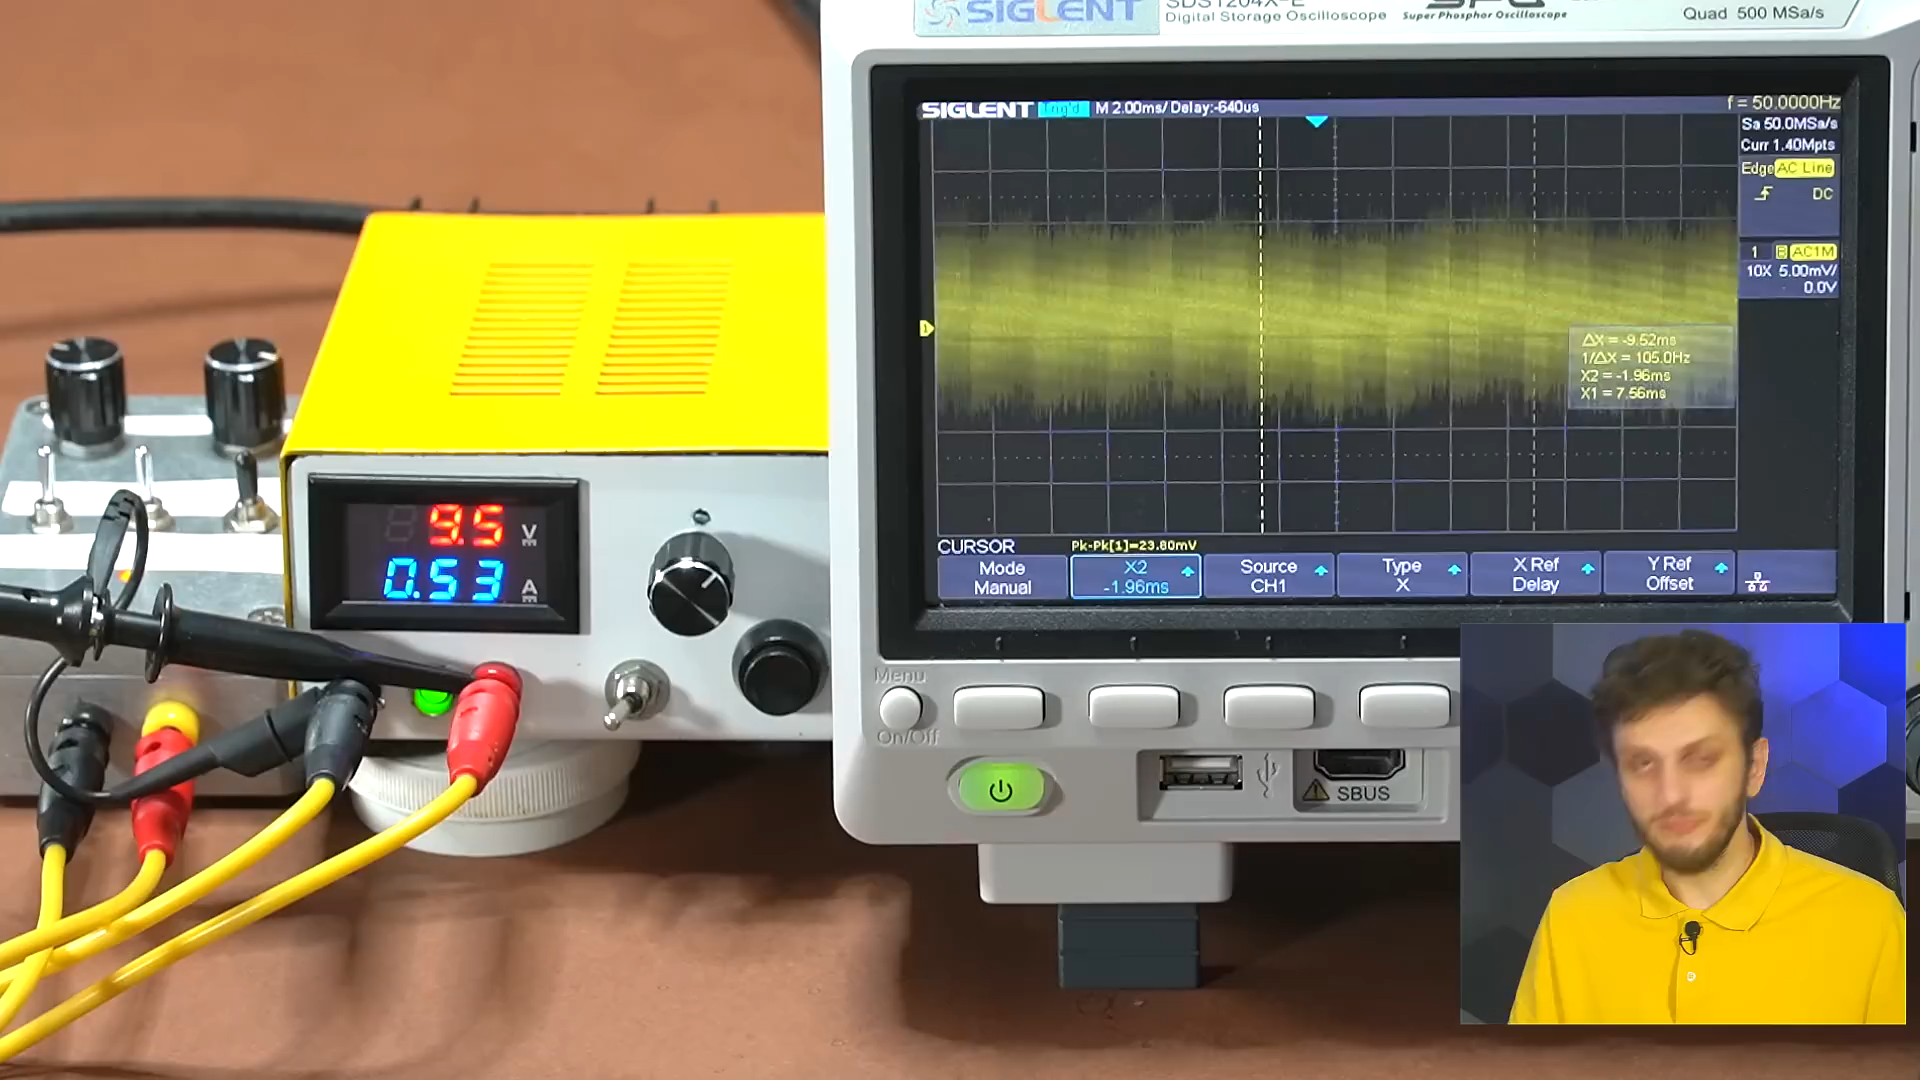 SIGLENT
SDS1204X-E
Digital Storage Oscilloscope
Super Phosphor Oscilloscope
Quad 500 MSa/s
SIGLENT Trig'd M 2.00ms/ Delay:-640us
f = 50.0000Hz
Sa 50.0MSa/s
Curr 1.40Mpts
Edge AC Line
DC
1 B AC1M
10X 5.00mV/
0.0V
1
ΔX = -9.52ms
1/ΔX = 105.0Hz
X2 = -1.96ms
X1 = 7.56ms
CURSOR
Pk-Pk[1]=23.80mV
Mode
Manual
X2
-1.96ms
Source
CH1
Type
X
X Ref
Delay
Y Ref
Offset
9.5 V
0.53 A
Menu
On/Off
SBUS